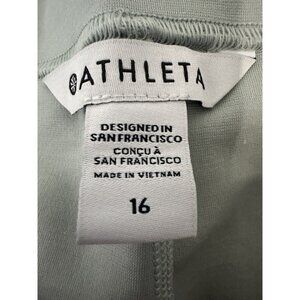 ATHLETA
DESIGNED IN
SAN FRANCISCO
CONÇU À
SAN FRANCISCO
MADE IN VIETNAM
16